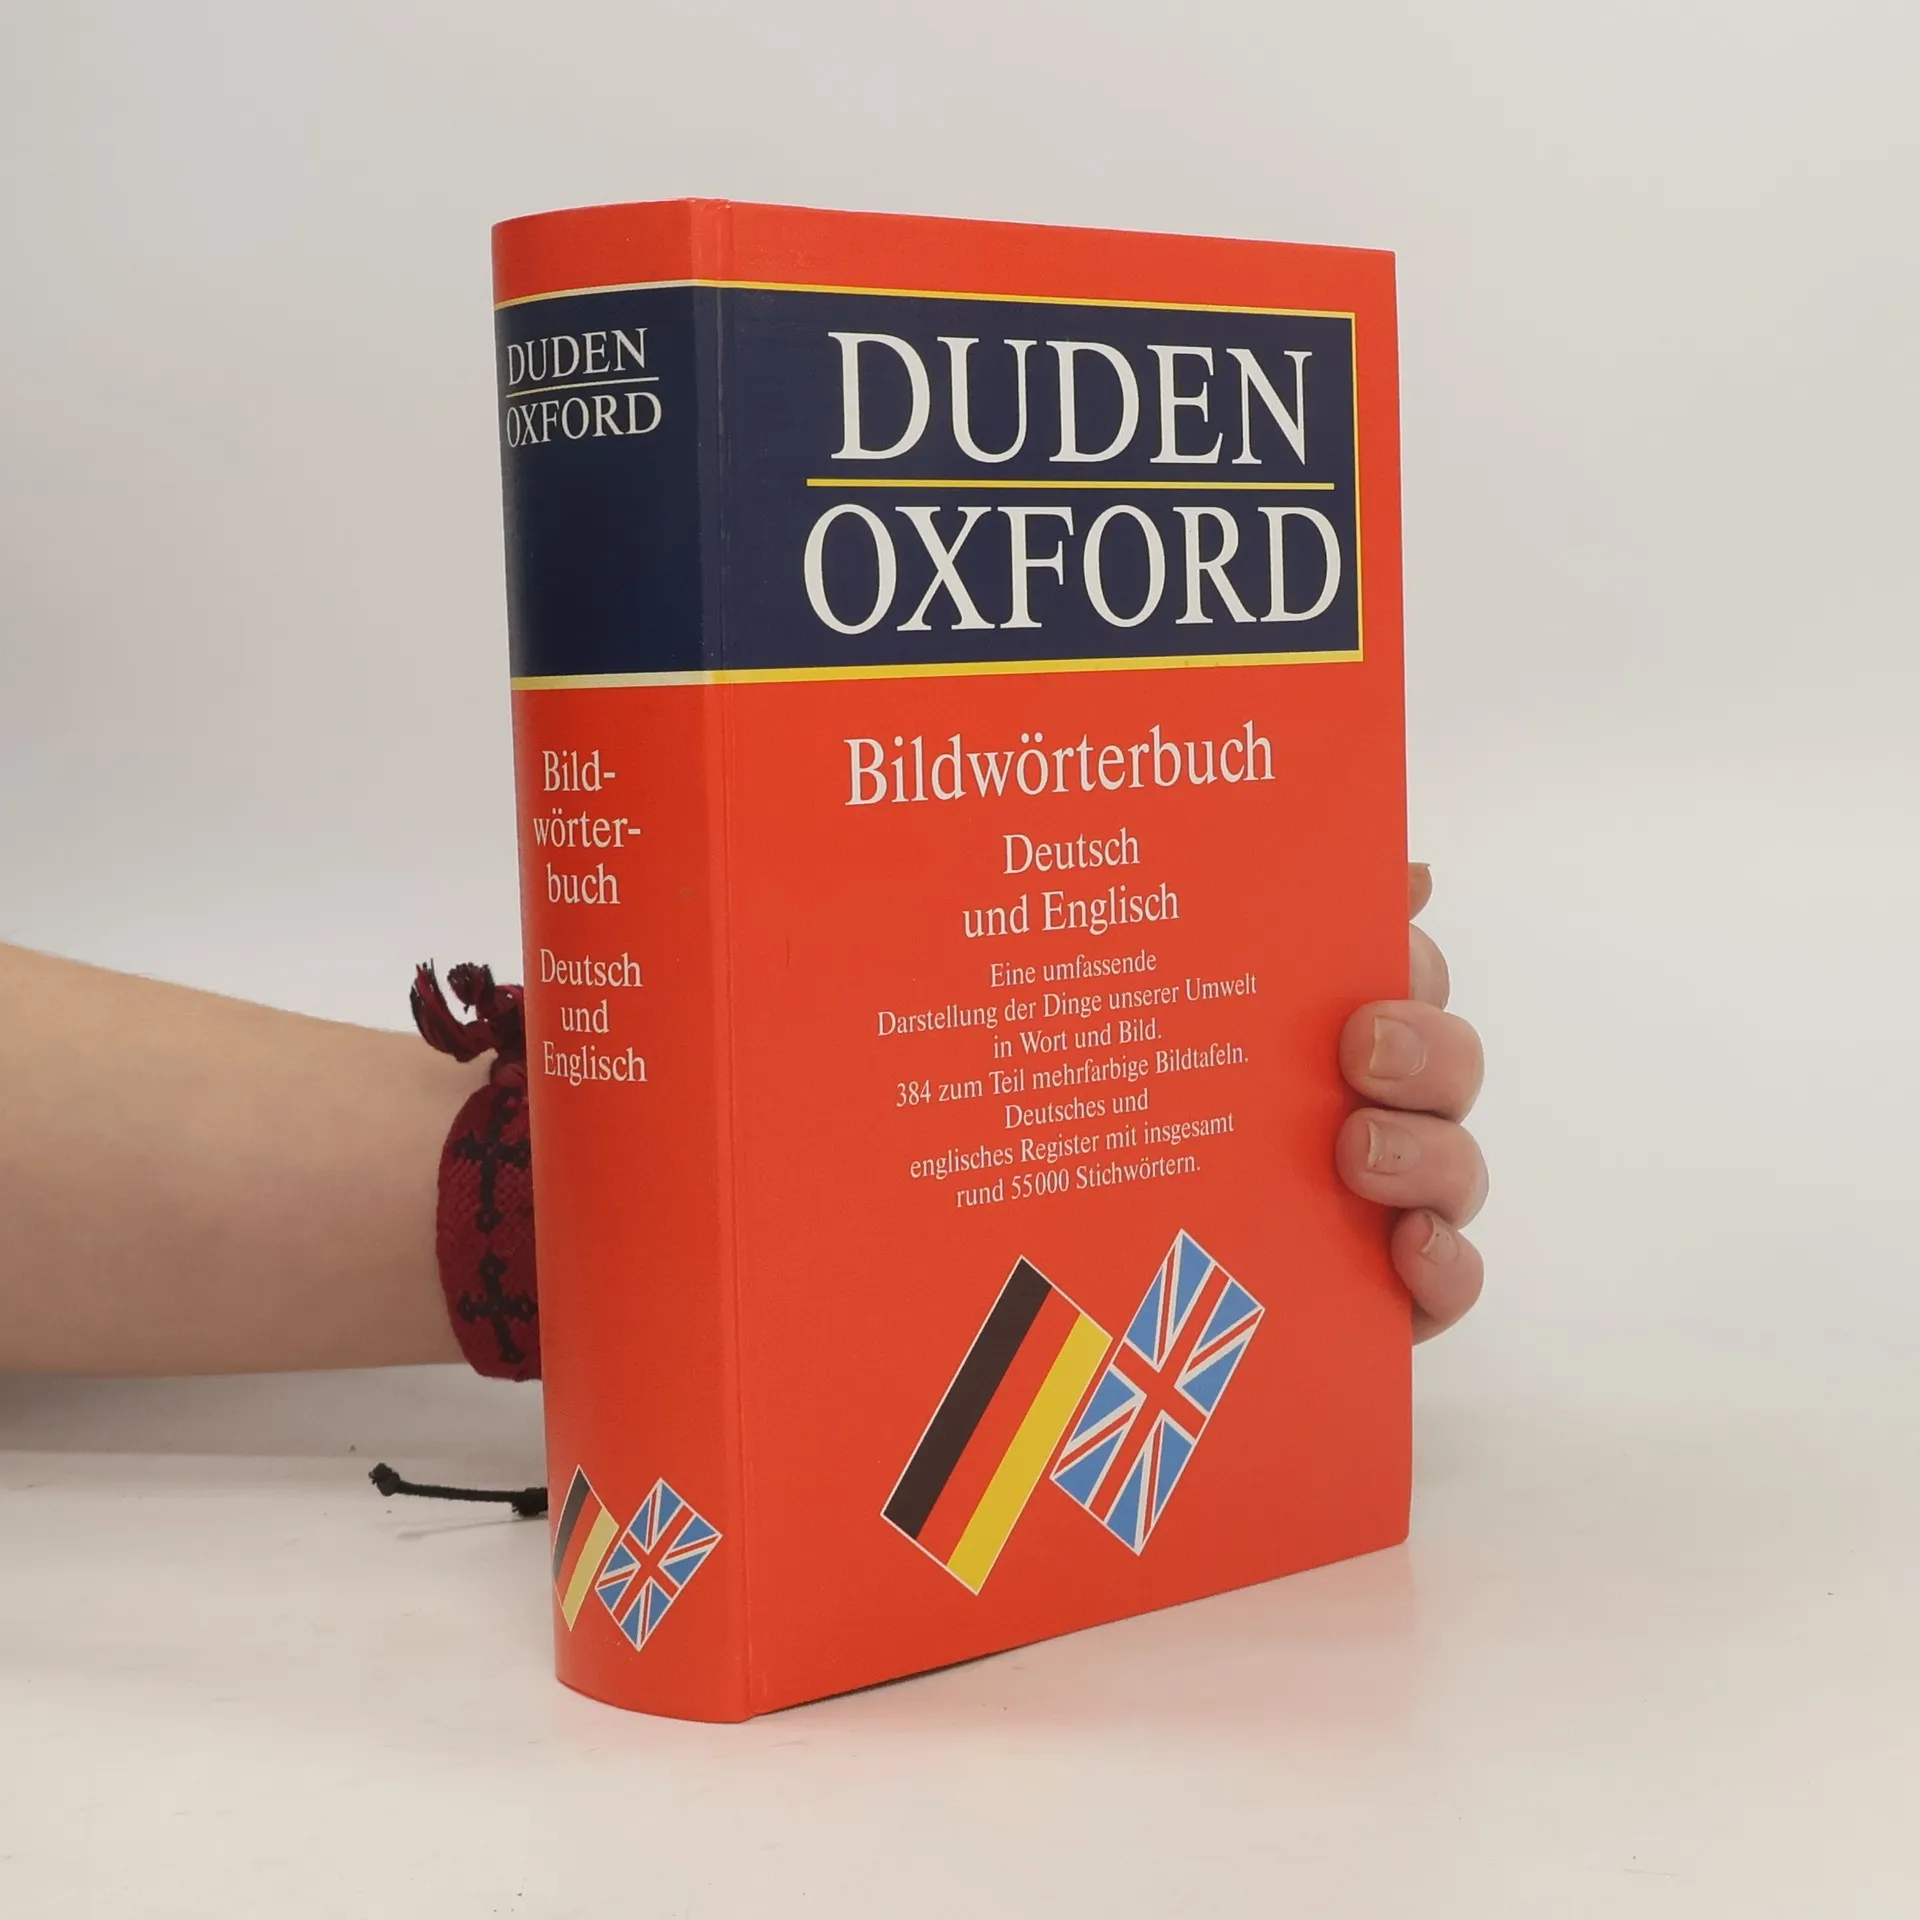 DUDEN
OXFORD
Bild-
wörter-
buch
Deutsch
und
Englisch
DUDEN
OXFORD
Bildwörterbuch
Deutsch
und Englisch
Eine umfassende
Darstellung der Dinge unserer Umwelt
in Wort und Bild.
384 zum Teil mehrfarbige Bildtafeln.
Deutsches und
englisches Register mit insgesamt
rund 55000 Stichwörtern.